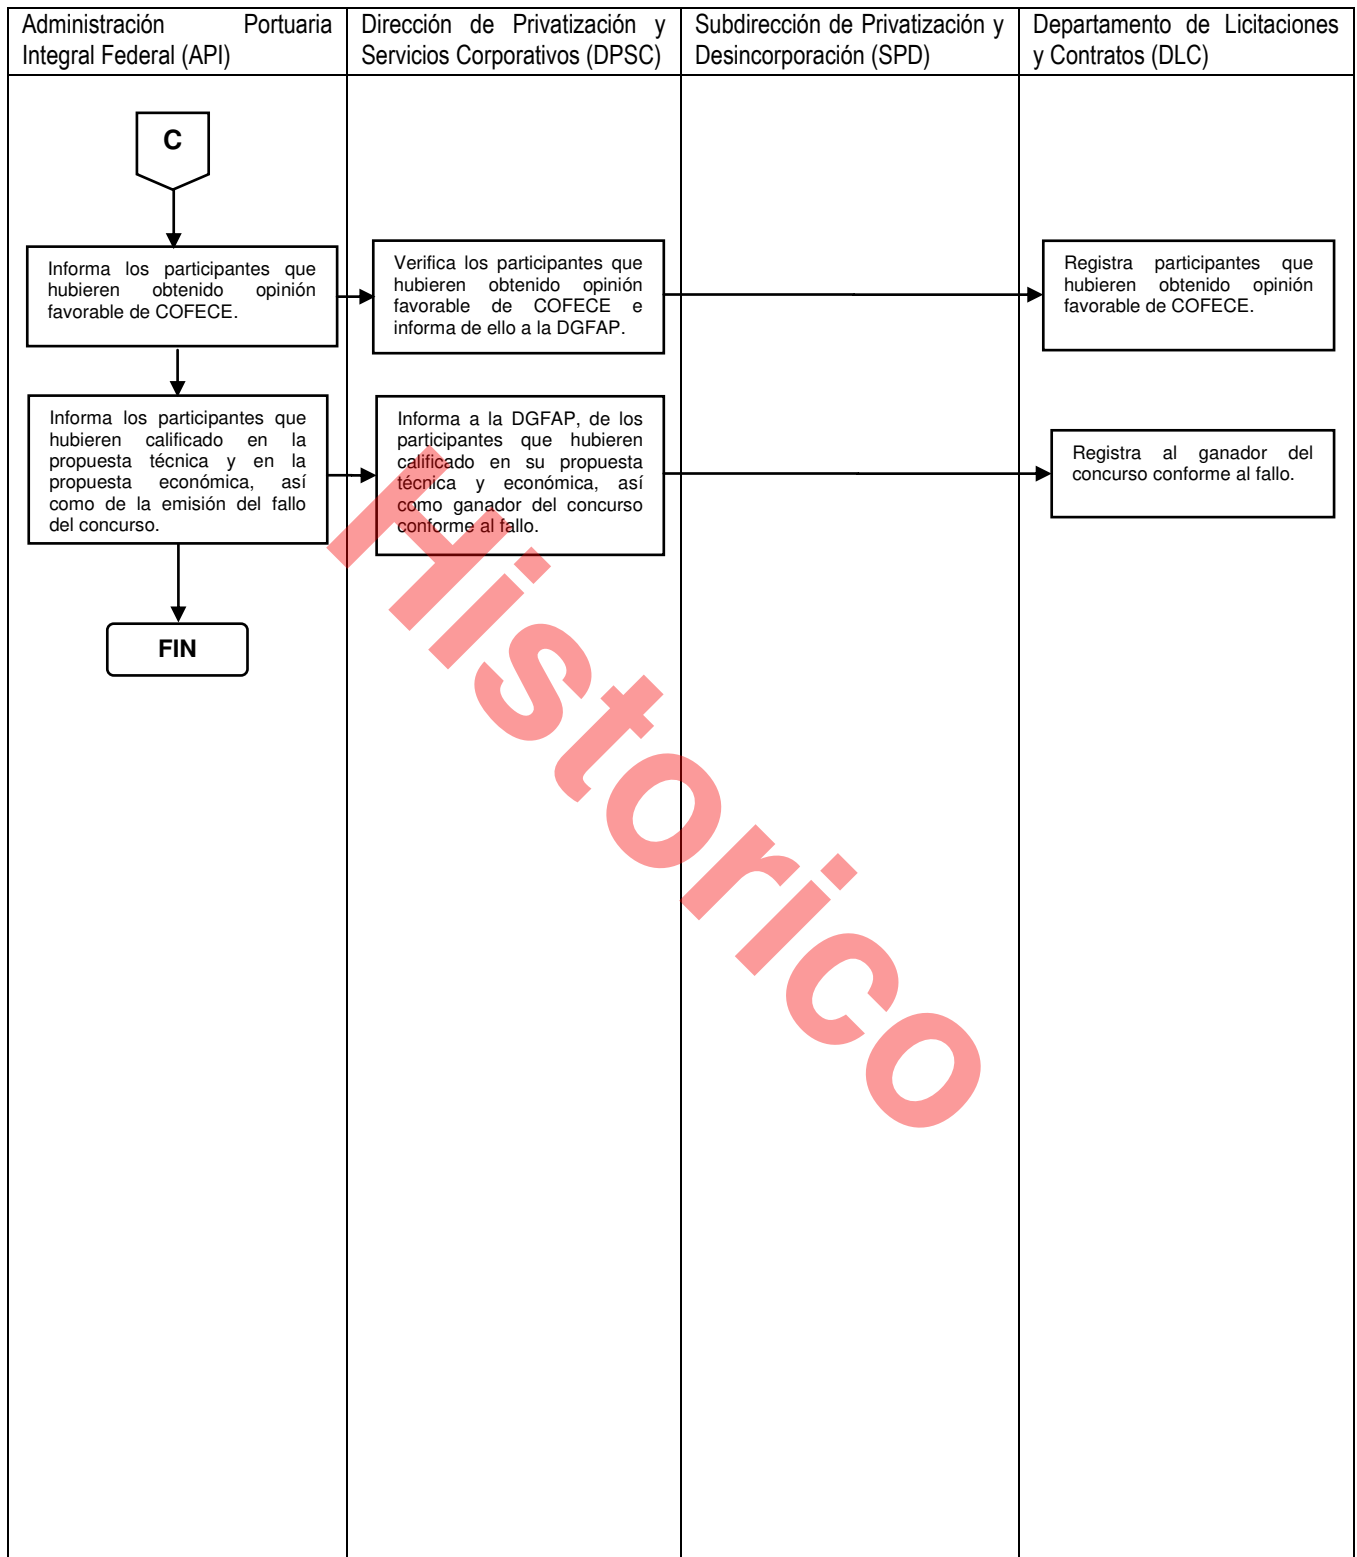 Administración Portuaria
Integral Federal (API)
Dirección de Privatización y
Servicios Corporativos (DPSC)
Subdirección de Privatización y
Desincorporación (SPD)
Departamento de Licitaciones
y Contratos (DLC)
C
Informa los participantes que
hubieren obtenido opinión
favorable de COFECE.
Verifica los participantes que
hubieren obtenido opinión
favorable de COFECE e
informa de ello a la DGFAP.
Registra participantes que
hubieren obtenido opinión
favorable de COFECE.
Informa los participantes que
hubieren calificado en la
propuesta técnica y en la
propuesta económica, así
como de la emisión del fallo
del concurso.
Informa a la DGFAP, de los
participantes que hubieren
calificado en su propuesta
técnica y económica, así
como ganador del concurso
conforme al fallo.
Registra al ganador del
concurso conforme al fallo.
FIN
Historico